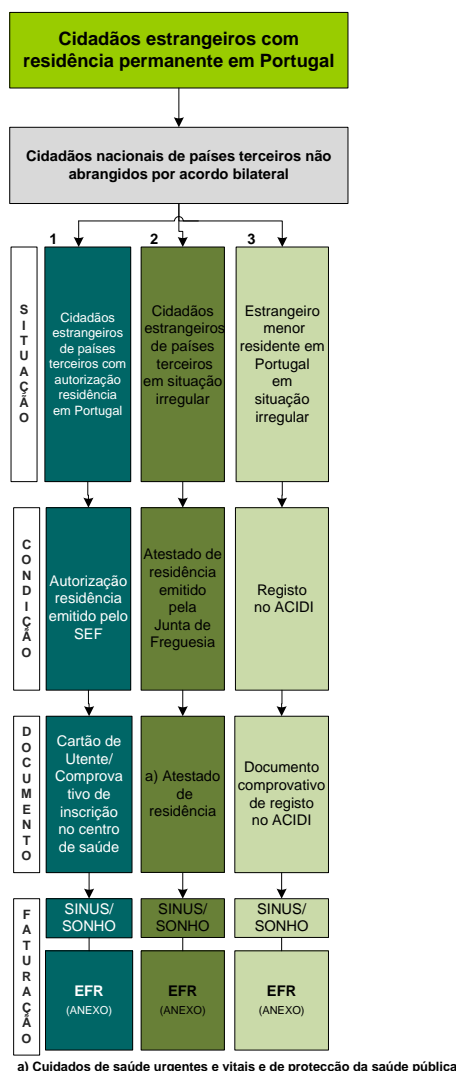 Cidadãos estrangeiros com
residência permanente em Portugal
Cidadãos nacionais de países terceiros não
abrangidos por acordo bilateral
1
2
3
SITUAÇÃO
Cidadãos
estrangeiros
de países
terceiros com
autorização
residência
em Portugal
Cidadãos
estrangeiros
de países
terceiros
em situação
irregular
Estrangeiro
menor
residente em
Portugal
em
situação
irregular
CONDIÇÃO
Autorização
residência
emitido pelo
SEF
Atestado de
residência
emitido
pela
Junta de
Freguesia
Registo
no ACIDI
DOCUMENTO
Cartão de
Utente/
Comprova
tivo de
inscrição
no centro
de saúde
a) Atestado
de
residência
Documento
comprovativo
de registo
no ACIDI
FATURAÇÃO
SINUS/
SONHO
SINUS/
SONHO
SINUS/
SONHO
EFR
(ANEXO)
EFR
(ANEXO)
EFR
(ANEXO)
a) Cuidados de saúde urgentes e vitais e de protecção da saúde pública